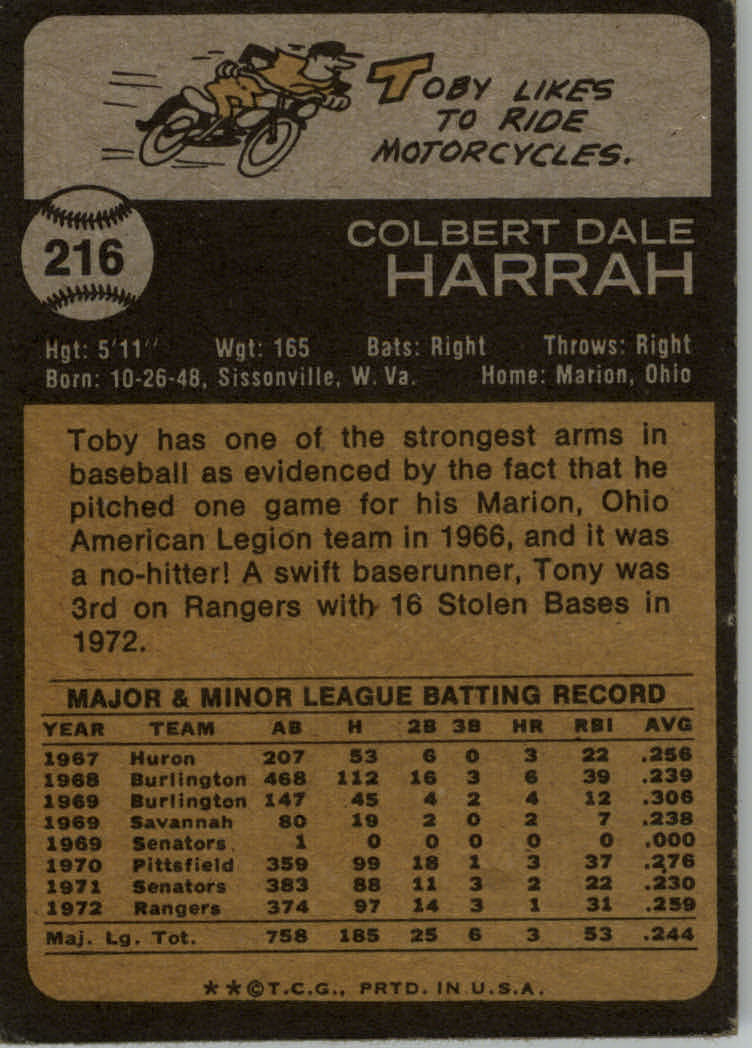 TOBY LIKES
TO RIDE
MOTORCYCLES.
216
COLBERT DALE
HARRAH
Hgt: 5'11" Wgt: 165 Bats: Right Throws: Right
Born: 10-26-48, Sissonville, W. Va. Home: Marion, Ohio
Toby has one of the strongest arms in
baseball as evidenced by the fact that he
pitched one game for his Marion, Ohio
American Legion team in 1966, and it was
a no-hitter! A swift baserunner, Tony was
3rd on Rangers with 16 Stolen Bases in
1972.
MAJOR & MINOR LEAGUE BATTING RECORD
YEAR TEAM AB H 2B 3B HR RBI AVG
1967 Huron 207 53 6 0 3 22 .256
1968 Burlington 468 112 16 3 6 39 .239
1969 Burlington 147 45 4 2 4 12 .306
1969 Savannah 80 19 2 0 2 7 .238
1969 Senators 1 0 0 0 0 0 .000
1970 Pittsfield 359 99 18 1 3 37 .276
1971 Senators 383 88 11 3 2 22 .230
1972 Rangers 374 97 14 3 1 31 .259
Maj. Lg. Tot. 758 185 25 6 3 53 .244
**©T.C.G., PRTD. IN U.S.A.